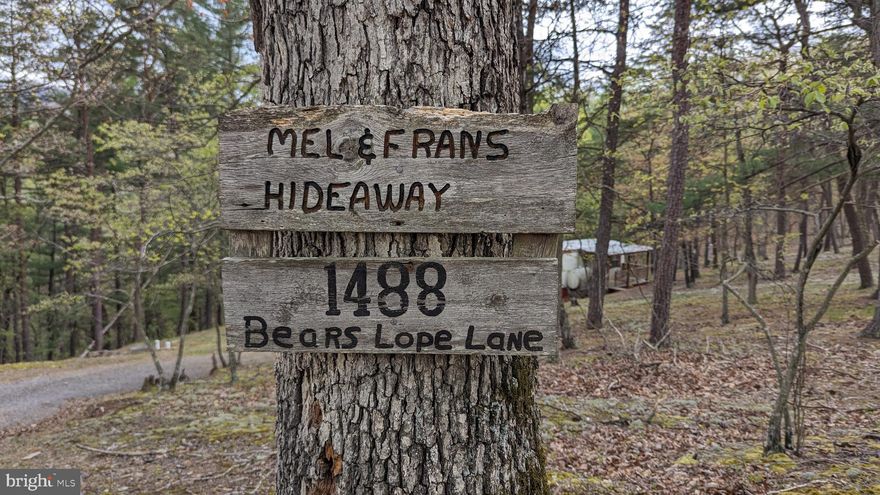 MEL & FRANS
HIDEAWAY
1488
BEARS LOPE LANE
bright MLS